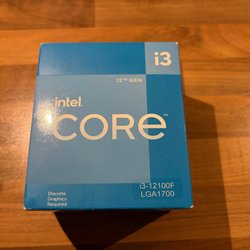 i3
12TH GEN
intel
CORE
i3-12100F
LGA1700
Discrete
Graphics
Required